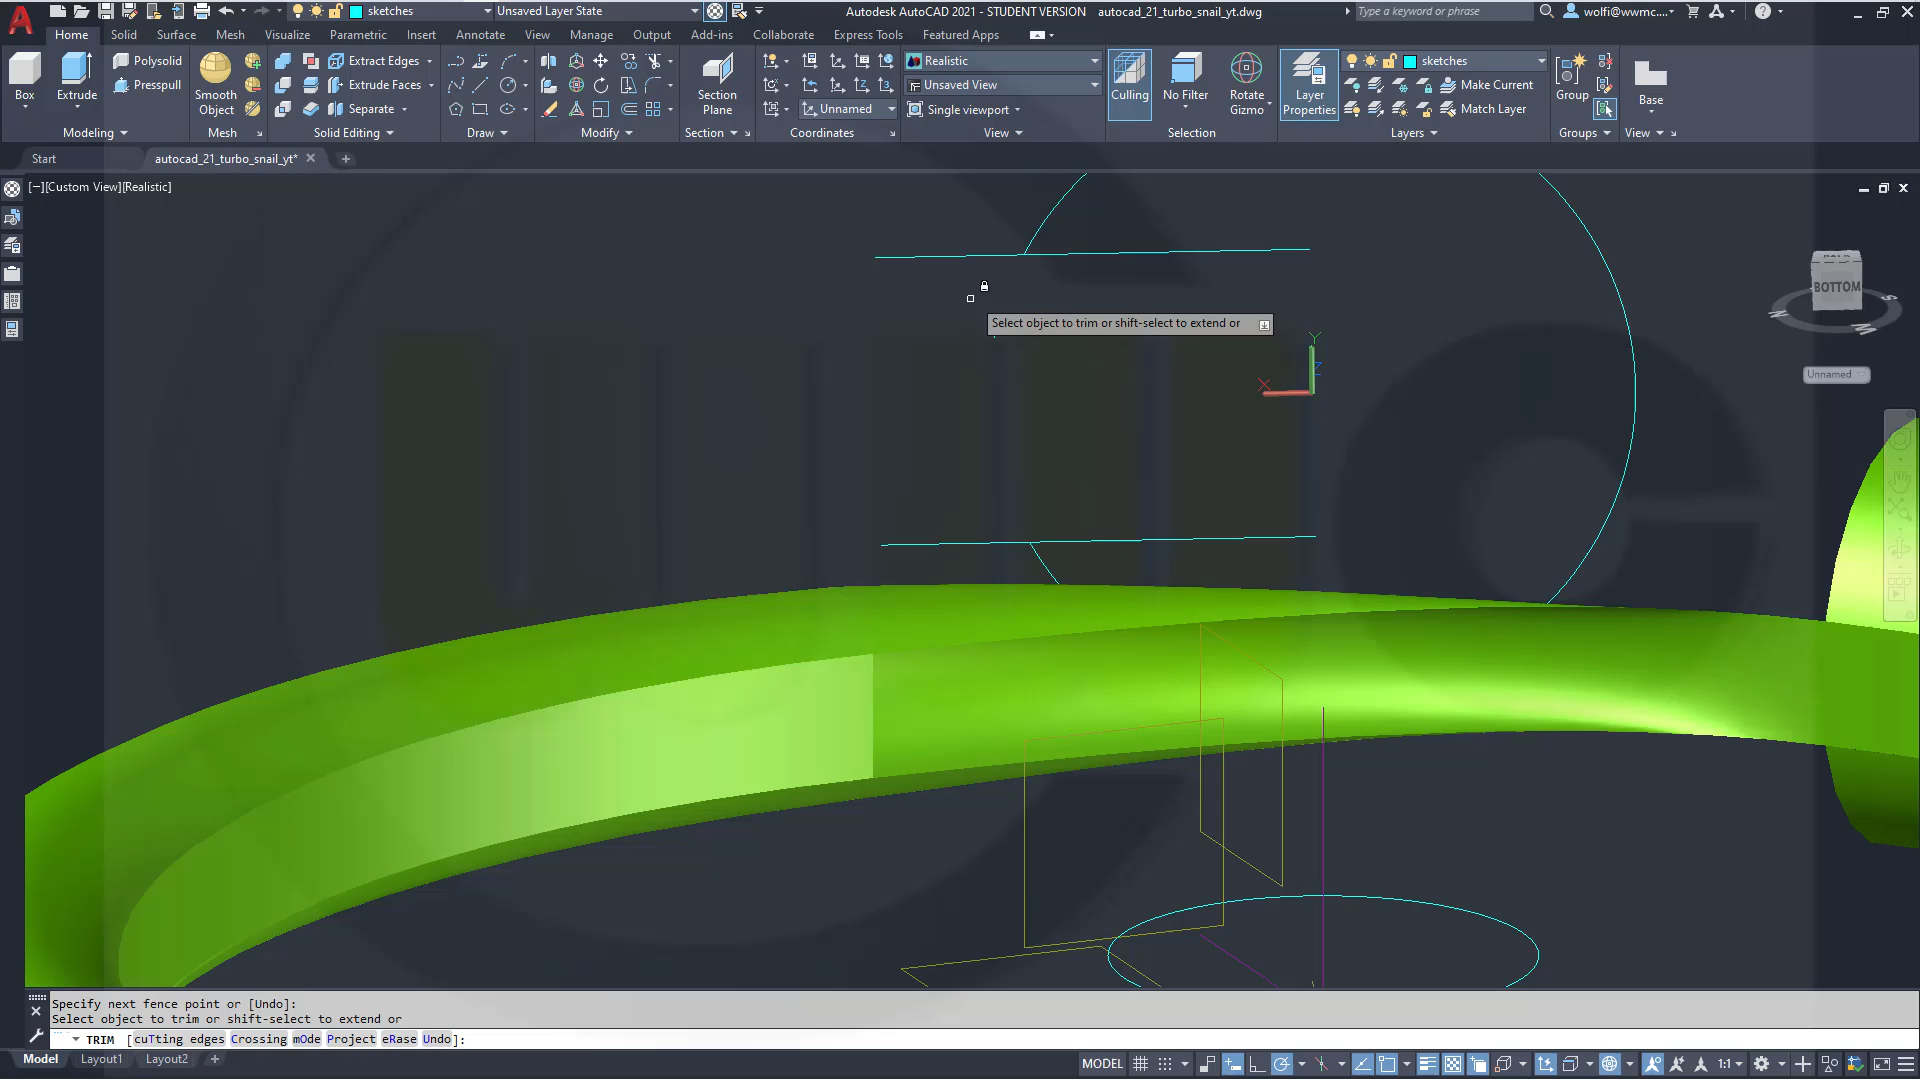 sketches
Unsaved Layer State
Autodesk AutoCAD 2021 - STUDENT VERSION autocad_21_turbo_snail_yt.dwg
Type a keyword or phrase
wolfi@wwmc....
Home Solid Surface Mesh Visualize Parametric Insert Annotate View Manage Output Add-ins Collaborate Express Tools Featured Apps
Box
Extrude
Polysolid
Presspull
Modeling
Smooth
Object
Mesh
Extract Edges
Extrude Faces
Separate
Solid Editing
Draw
Modify
Section
Plane
Section
Unnamed
Coordinates
Realistic
Unsaved View
Single viewport
View
Culling
No Filter
Rotate
Gizmo
Selection
Layer
Properties
sketches
Make Current
Match Layer
Layers
Group
Groups
Base
View
Start
autocad_21_turbo_snail_yt*
[−][Custom View][Realistic]
BOTTOM
N
M
S
Unnamed
Select object to trim or shift-select to extend or
Y
Z
X
Specify next fence point or [Undo]:
Select object to trim or shift-select to extend or
TRIM [cuTting edges Crossing mOde Project eRase Undo]:
Model Layout1 Layout2
MODEL
1:1